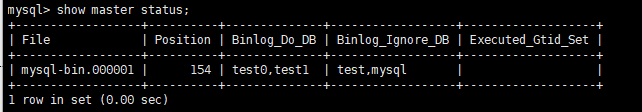 mysql> show master status;
+------------------+----------+--------------+------------------+-------------------+
| File | Position | Binlog_Do_DB | Binlog_Ignore_DB | Executed_Gtid_Set |
+------------------+----------+--------------+------------------+-------------------+
| mysql-bin.000001 | 154 | test0,test1 | test,mysql | |
+------------------+----------+--------------+------------------+-------------------+
1 row in set (0.00 sec)